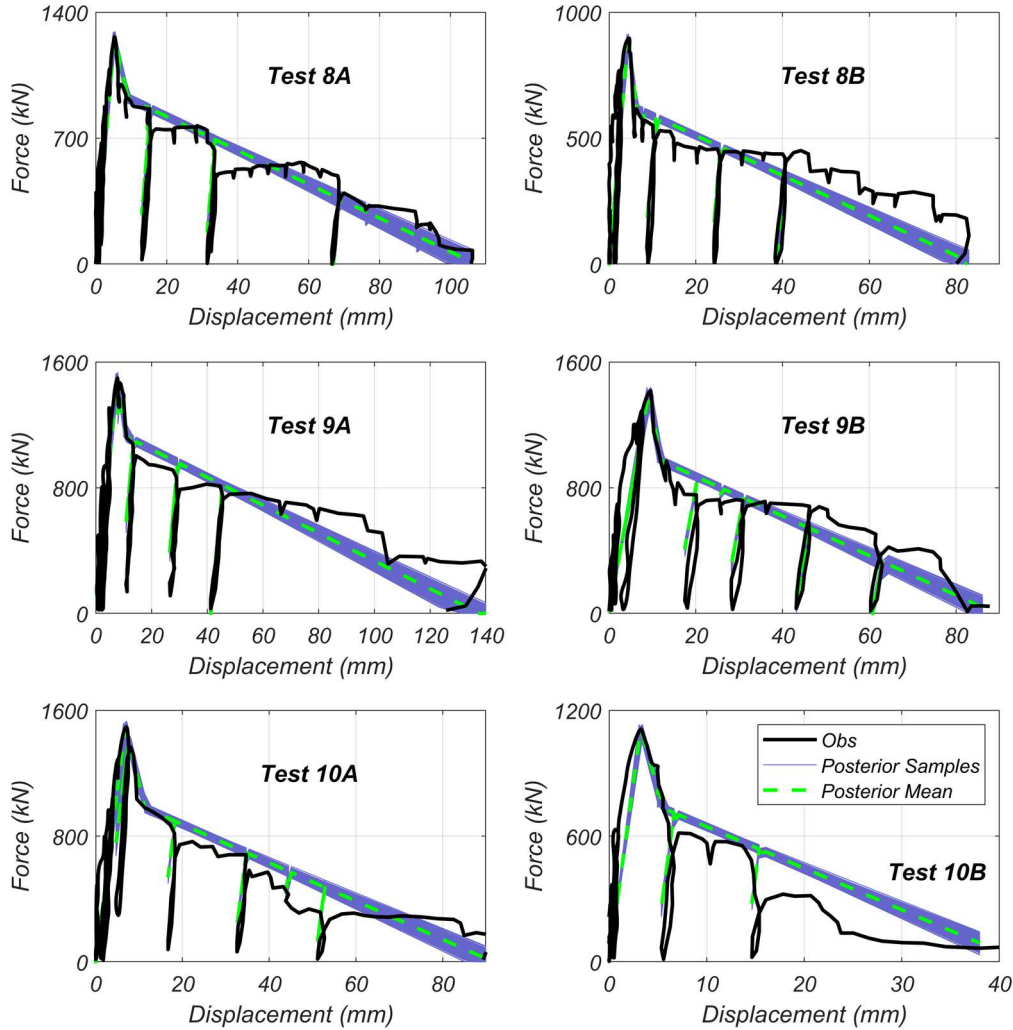 1400
700
0
Force (kN)
Test 8A
0 20 40 60 80 100
Displacement (mm)
1000
500
0
Force (kN)
Test 8B
0 20 40 60 80
Displacement (mm)
1600
800
0
Force (kN)
Test 9A
0 20 40 60 80 100 120 140
Displacement (mm)
1600
800
0
Force (kN)
Test 9B
0 20 40 60 80
Displacement (mm)
1600
800
0
Force (kN)
Test 10A
0 20 40 60 80
Displacement (mm)
1200
600
0
Force (kN)
Obs
Posterior Samples
Posterior Mean
Test 10B
0 10 20 30 40
Displacement (mm)